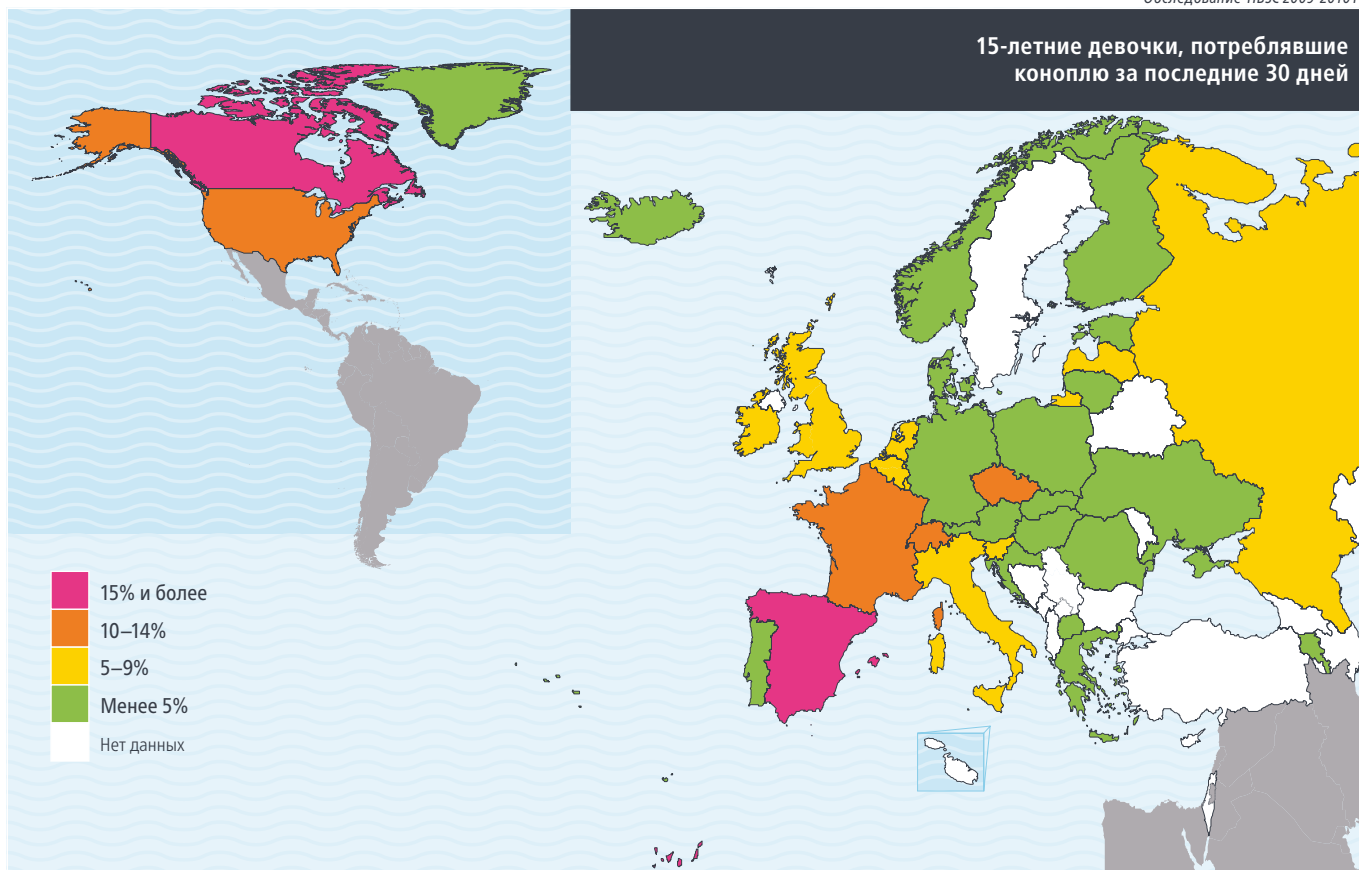 15-летние девочки, потреблявшие
коноплю за последние 30 дней
15% и более
10–14%
5–9%
Менее 5%
Нет данных